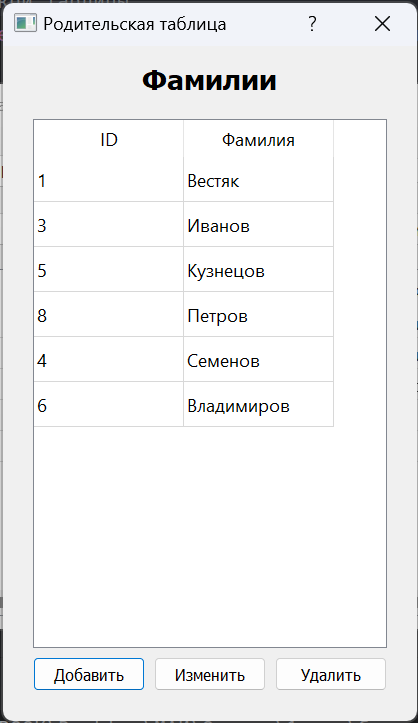 Родительская таблица ?
Фамилии
ID Фамилия
1 Вестяк
3 Иванов
5 Кузнецов
8 Петров
4 Семенов
6 Владимиров
Добавить Изменить Удалить